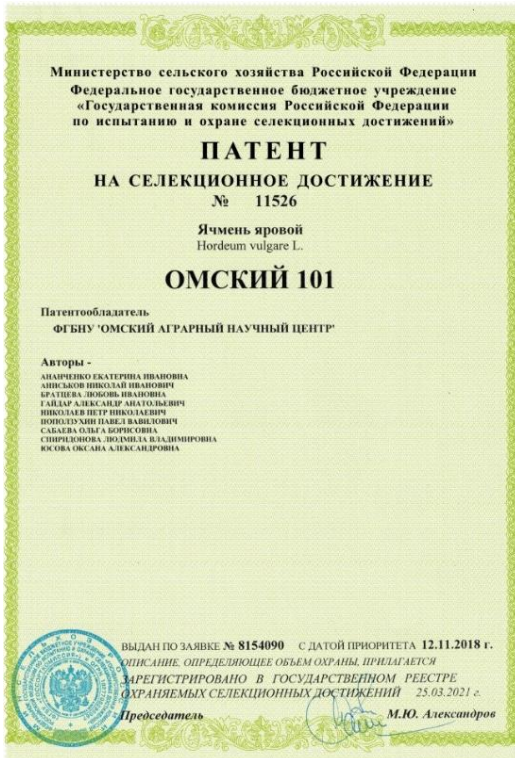 Министерство сельского хозяйства Российской Федерации
Федеральное государственное бюджетное учреждение
«Государственная комиссия Российской Федерации
по испытанию и охране селекционных достижений»
ПАТЕНТ
НА СЕЛЕКЦИОННОЕ ДОСТИЖЕНИЕ
№ 11526
Ячмень яровой
Hordeum vulgare L.
ОМСКИЙ 101
Патентообладатель
ФГБНУ 'ОМСКИЙ АГРАРНЫЙ НАУЧНЫЙ ЦЕНТР'
Авторы -
АНАНЧЕНКО ЕКАТЕРИНА ИВАНОВНА
АНИСЬКОВ НИКОЛАЙ ИВАНОВИЧ
БРАТЦЕВА ЛЮБОВЬ ИВАНОВНА
ГАЙДАР АЛЕКСАНДР АНАТОЛЬЕВИЧ
НИКОЛАЕВ ПЕТР НИКОЛАЕВИЧ
ПОПОЛЗУХИН ПАВЕЛ ВАВИЛОВИЧ
САБАЕВА ОЛЬГА БОРИСОВНА
СПИРИДОНОВА ЛЮДМИЛА ВЛАДИМИРОВНА
ЮСОВА ОКСАНА АЛЕКСАНДРОВНА
ВЫДАН ПО ЗАЯВКЕ № 8154090 С ДАТОЙ ПРИОРИТЕТА 12.11.2018 г.
ОПИСАНИЕ, ОПРЕДЕЛЯЮЩЕЕ ОБЪЕМ ОХРАНЫ, ПРИЛАГАЕТСЯ
ЗАРЕГИСТРИРОВАНО В ГОСУДАРСТВЕННОМ РЕЕСТРЕ
ОХРАНЯЕМЫХ СЕЛЕКЦИОННЫХ ДОСТИЖЕНИЙ 25.03.2021 г.
Председатель М.Ю. Александров